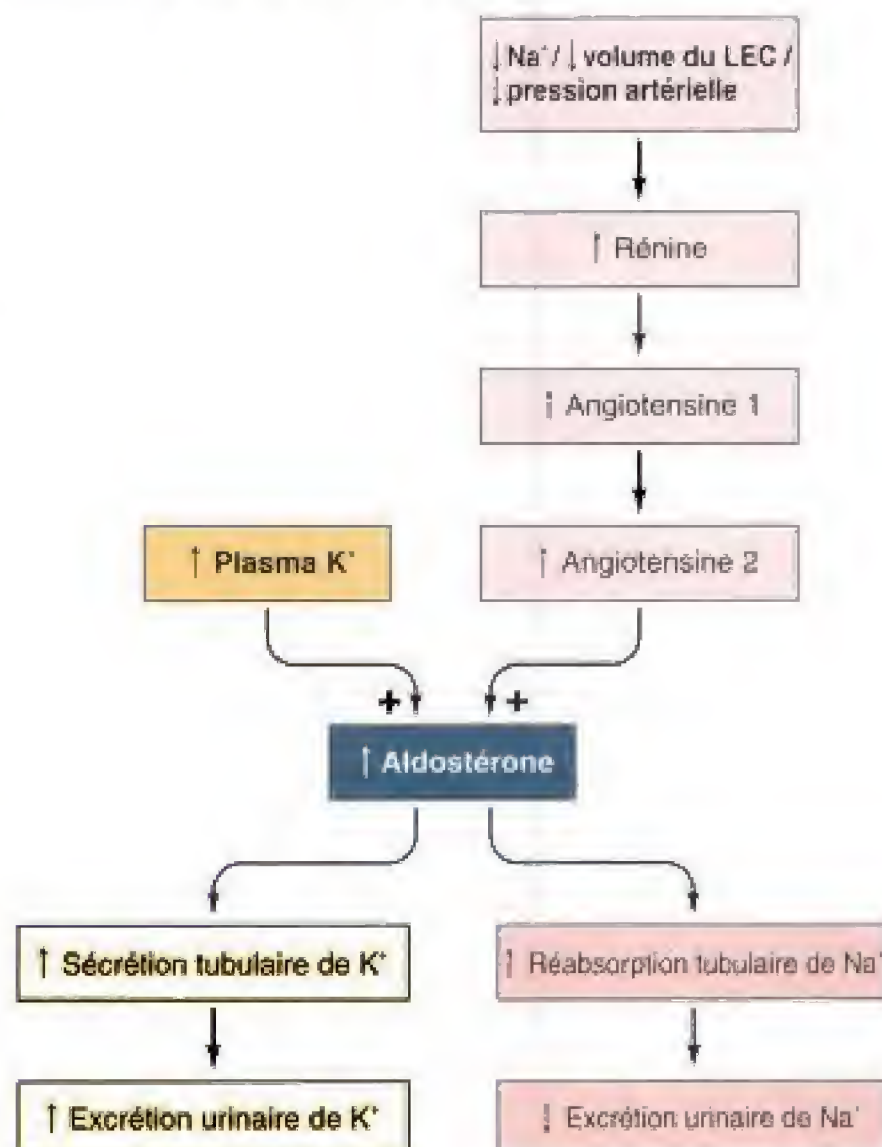 ↓Na⁺/↓volume du LEC /
↓pression artérielle
↑ Rénine
↑ Angiotensine 1
↑ Plasma K⁺
↑ Angiotensine 2
+ +
↑ Aldostérone
↑ Sécrétion tubulaire de K⁺
↑ Réabsorption tubulaire de Na⁺
↑ Excrétion urinaire de K⁺
↓ Excrétion urinaire de Na⁺